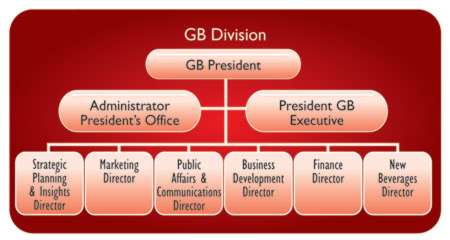 GB Division
GB President
Administrator
President's Office
President GB
Executive
Strategic
Planning
& Insights
Director
Marketing
Director
Public
Affairs &
Communications
Director
Business
Development
Director
Finance
Director
New
Beverages
Director